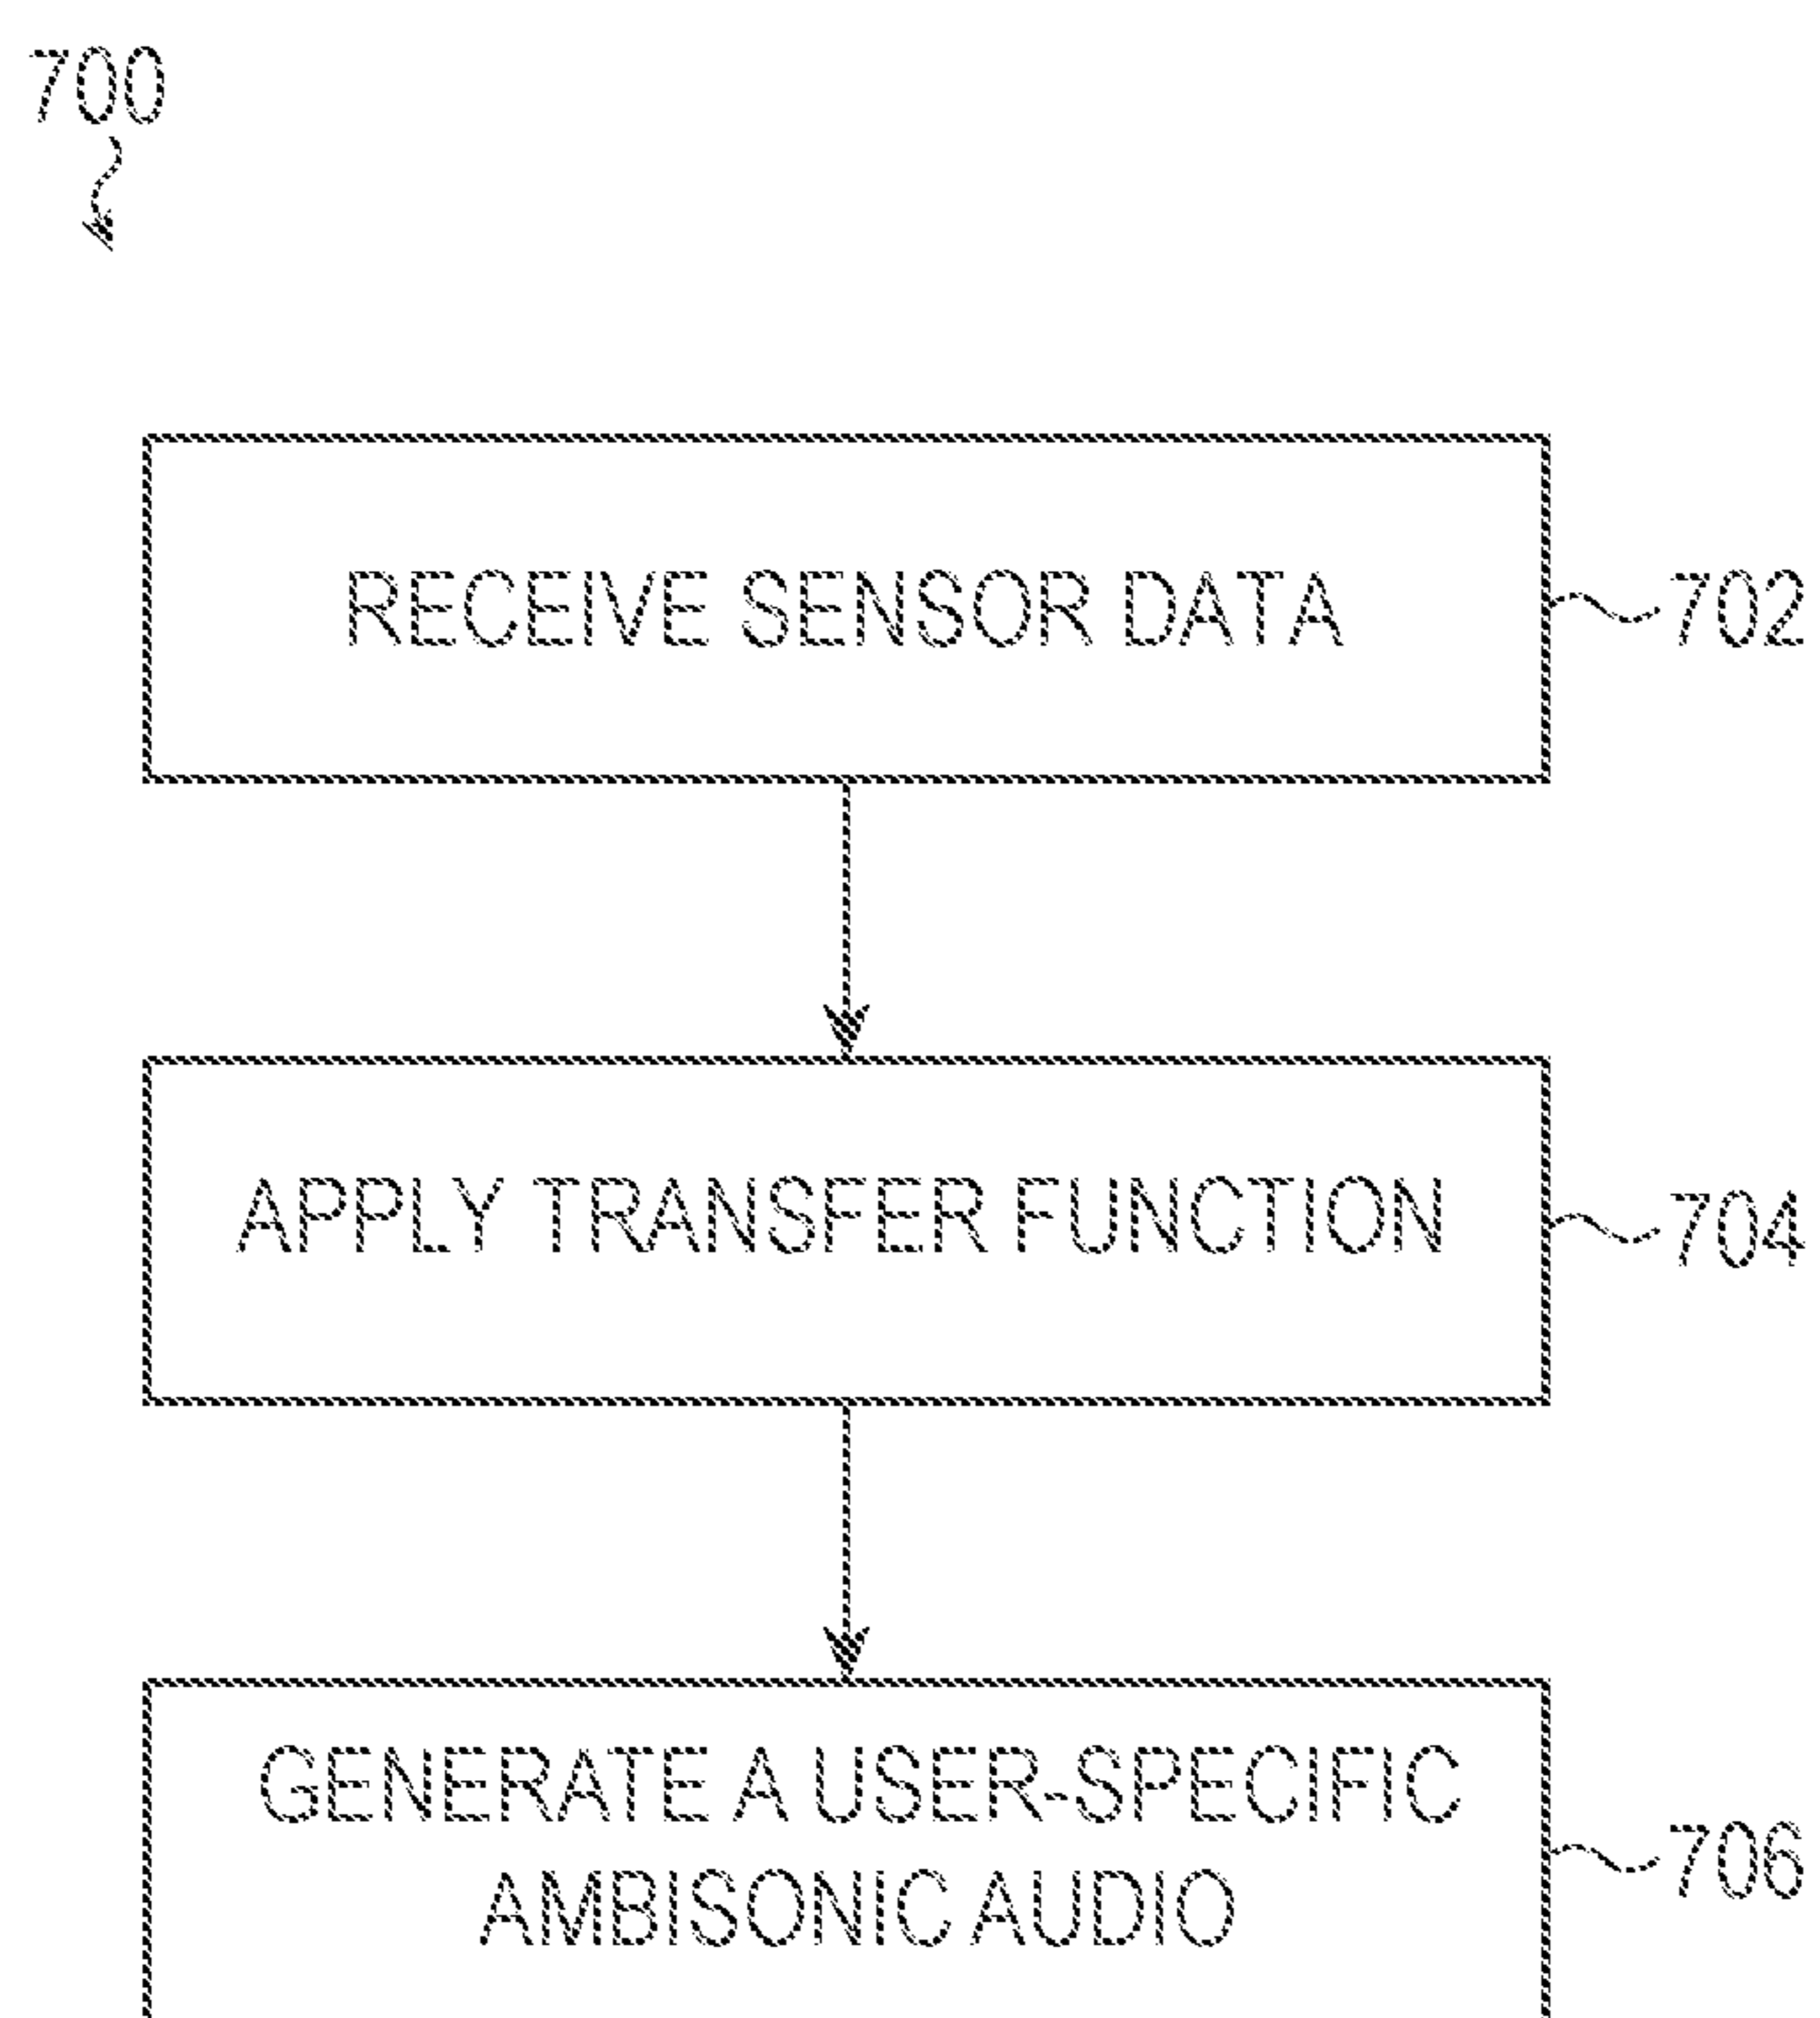 700
RECEIVE SENSOR DATA
702
APPLY TRANSFER FUNCTION
704
GENERATE A USER-SPECIFIC
AMBISONIC AUDIO
706